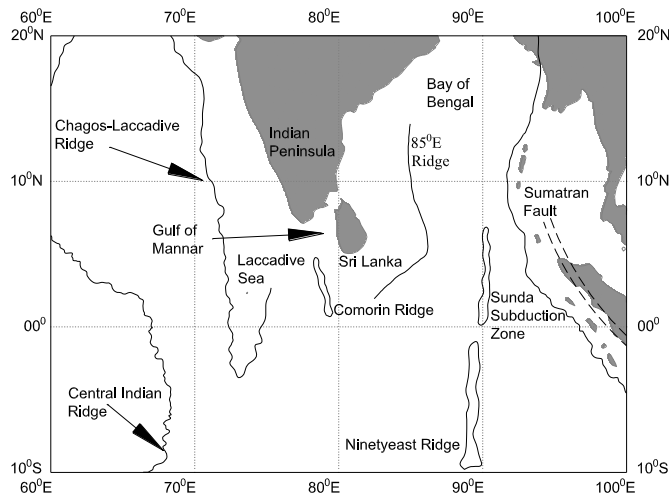 60⁰E 70⁰E 80⁰E 90⁰E 100⁰E
20⁰N 20⁰N
Bay of
Bengal
Chagos-Laccadive
Ridge
Indian
Peninsula
85⁰E
Ridge
10⁰N 10⁰N
Sumatran
Fault
Gulf of
Mannar
Laccadive
Sea
Sri Lanka
Comorin Ridge
Sunda
Subduction
Zone
00⁰ 00⁰
Central Indian
Ridge
Ninetyeast Ridge
10⁰S 10⁰S
60⁰E 70⁰E 80⁰E 90⁰E 100⁰E